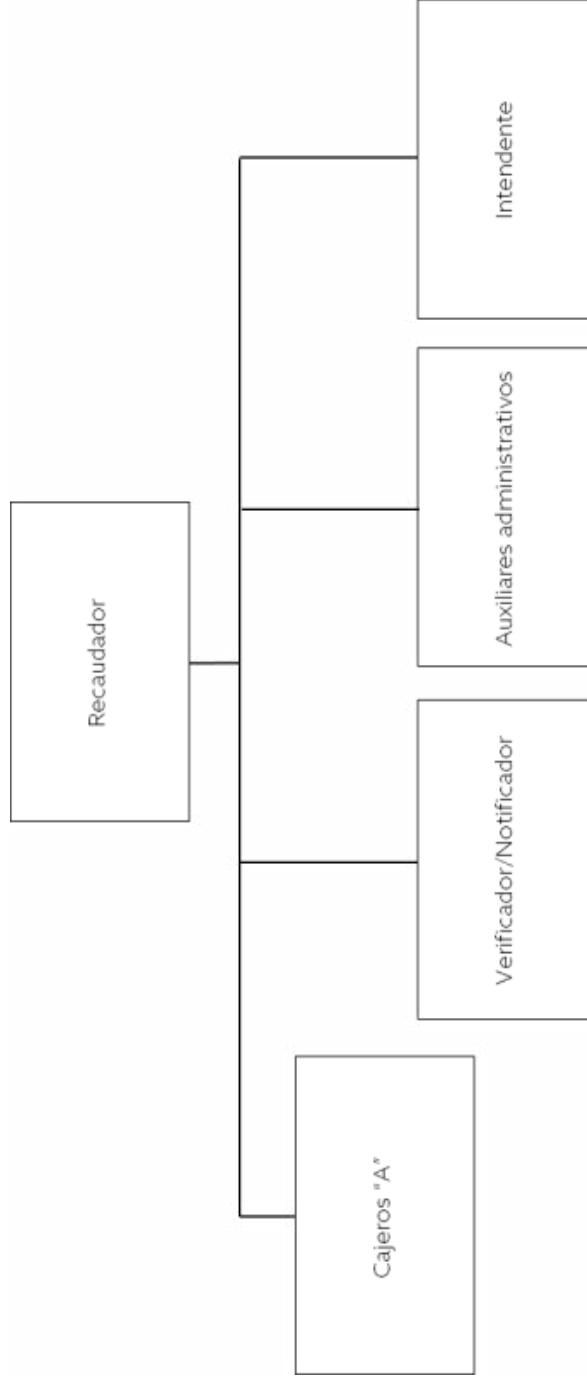 Recaudador
Cajeros "A"
Verificador/Notificador
Auxiliares administrativos
Intendente